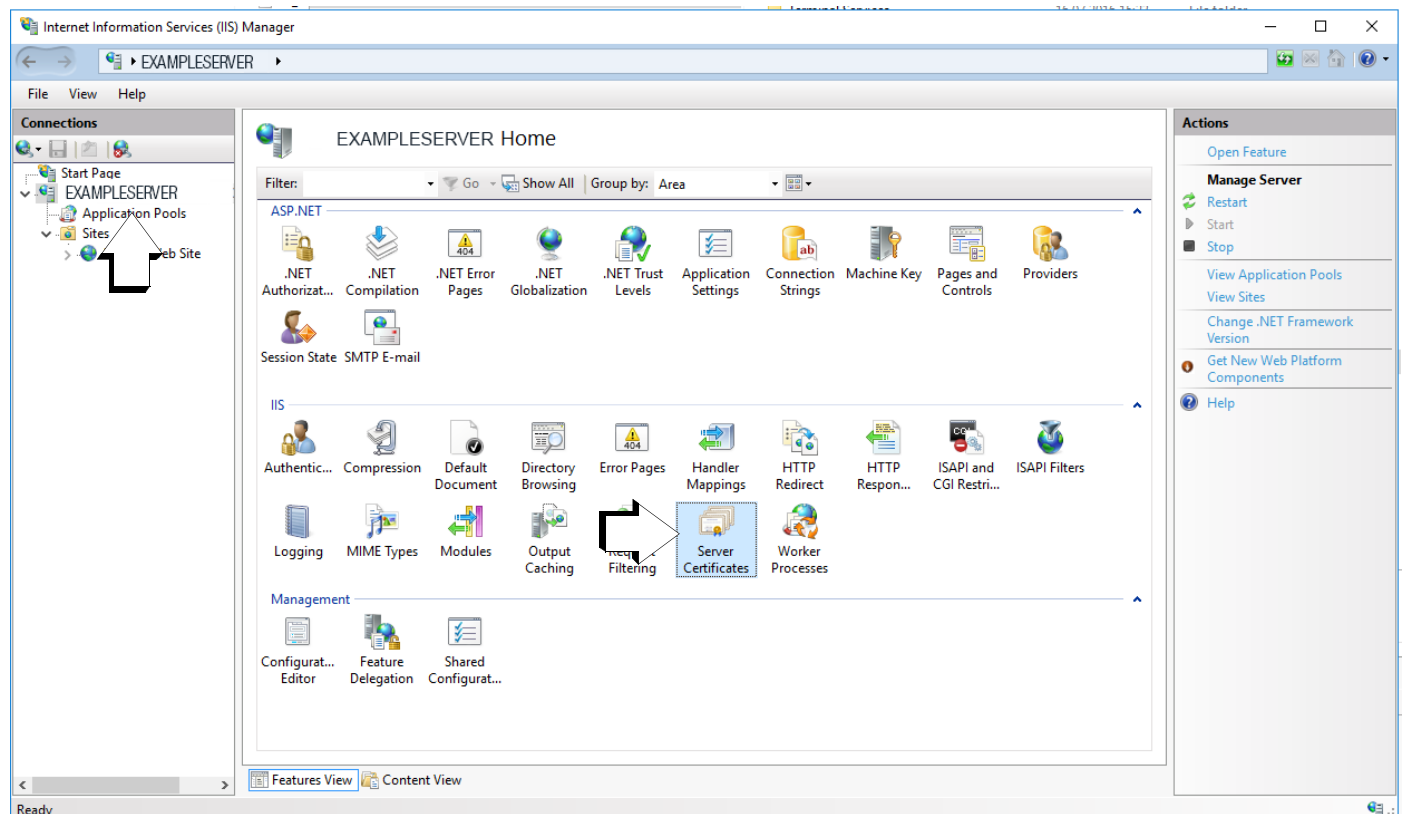 Terminal Services
Internet Information Services (IIS) Manager
EXAMPLESERVER
File View Help
Connections
Start Page
EXAMPLESERVER
Application Pools
Sites
eb Site
EXAMPLESERVER Home
Filter: Go Show All Group by: Area
ASP.NET
.NET Authorizat...
.NET Compilation
.NET Error Pages
.NET Globalization
.NET Trust Levels
Application Settings
Connection Strings
Machine Key
Pages and Controls
Providers
Session State
SMTP E-mail
IIS
Authentic...
Compression
Default Document
Directory Browsing
Error Pages
Handler Mappings
HTTP Redirect
HTTP Respon...
ISAPI and CGI Restri...
ISAPI Filters
Logging
MIME Types
Modules
Output Caching
Filtering
Server Certificates
Worker Processes
Management
Configurat... Editor
Feature Delegation
Shared Configurat...
Features View
Content View
Actions
Open Feature
Manage Server
Restart
Start
Stop
View Application Pools
View Sites
Change .NET Framework
Version
Get New Web Platform
Components
Help
Ready